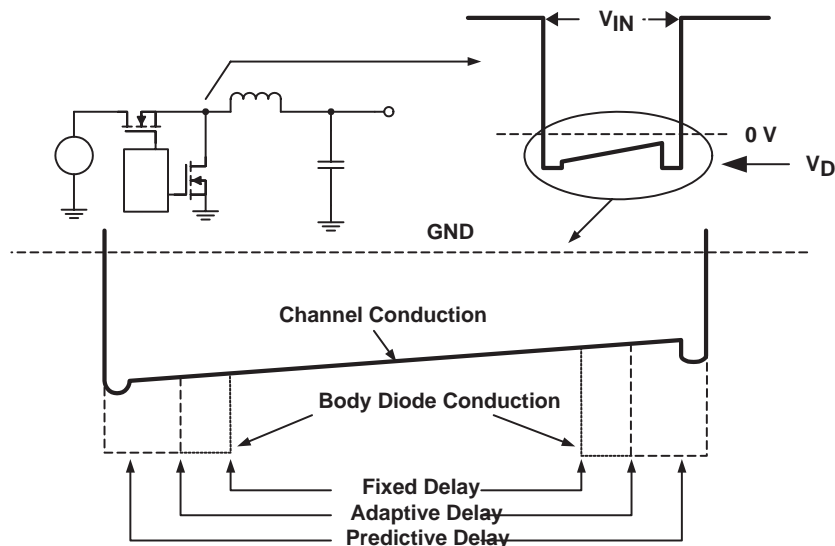 VIN
0 V
VD
GND
Channel Conduction
Body Diode Conduction
Fixed Delay
Adaptive Delay
Predictive Delay